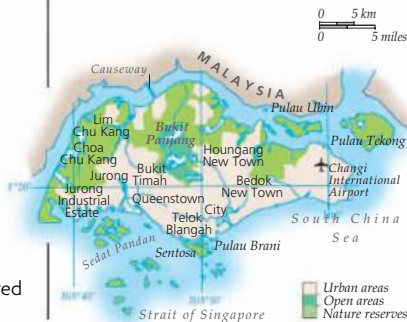 0 5 km
0 5 miles
MALAYSIA
Causeway
Pulau Ubin
Lim
Chu Kang
Bukit
Panjang
Pulau Tekong
Choa
Chu Kang
Houngang
New Town
Jurong
Bukit
Timah
Changi
International
Airport
Bedok
New Town
Jurong
Industrial
Estate
Queenstown
City
Telok
Blangah
South China
Sea
Sedat Pandan
Pulau Brani
Sentosa
red
Urban areas
Open areas
Nature reserves
Strait of Singapore